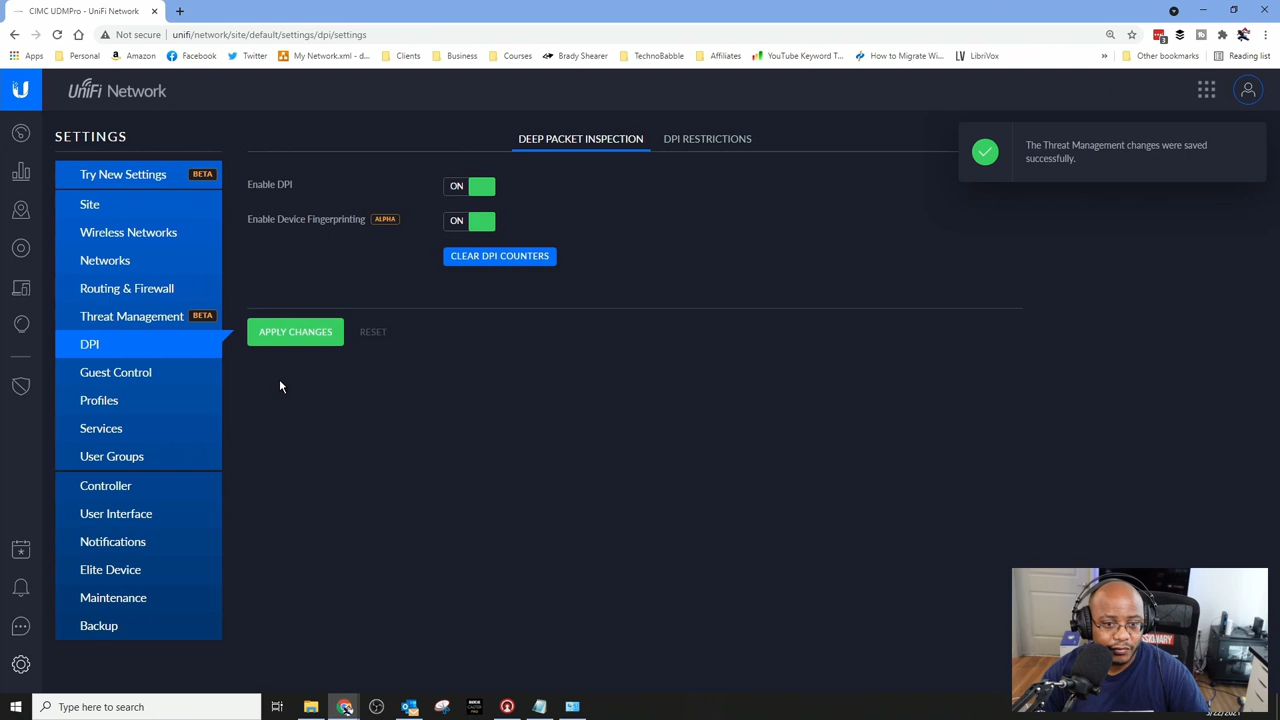 CIMC UDMPro - UniFi Network
Not secure
unifi/network/site/default/settings/dpi/settings
3
Apps
Personal
Amazon
Facebook
Twitter
My Network.xml - d...
Clients
Business
Courses
Brady Shearer
TechnoBabble
Affiliates
YouTube Keyword T...
How to Migrate Wi...
LibriVox
»
Other bookmarks
Reading list
UniFi Network
SETTINGS
Try New Settings BETA
Site
Wireless Networks
Networks
Routing & Firewall
Threat Management BETA
DPI
Guest Control
Profiles
Services
User Groups
Controller
User Interface
Notifications
Elite Device
Maintenance
Backup
DEEP PACKET INSPECTION
DPI RESTRICTIONS
Enable DPI
ON
Enable Device Fingerprinting ALPHA
ON
CLEAR DPI COUNTERS
APPLY CHANGES
RESET
The Threat Management changes were saved
successfully.
Type here to search